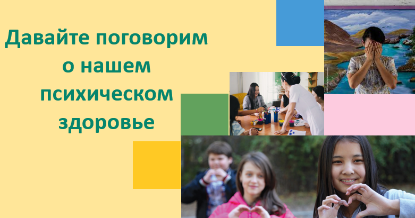 Давайте поговорим
о нашем
психическом
здоровье